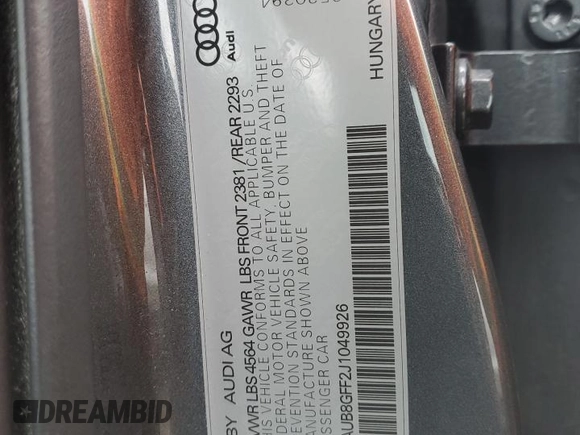 Audi
BY AUDI AG
GVWR LBS 4564 GAWR LBS FRONT 2381 /REAR 2293
THIS VEHICLE CONFORMS TO ALL APPLICABLE U S
FEDERAL MOTOR VEHICLE SAFETY, BUMPER AND THEFT
PREVENTION STANDARDS IN EFFECT ON THE DATE OF
MANUFACTURE SHOWN ABOVE
PASSENGER CAR
AUB8GFF2J1049926
HUNGARY
DREAMBID